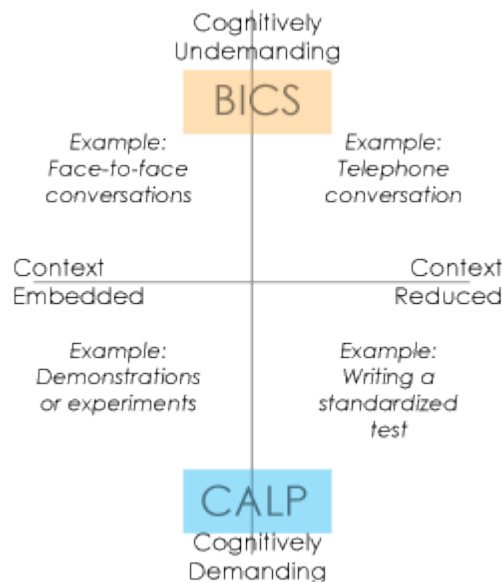 Cognitively
Undemanding
BICS
Example:
Face-to-face
conversations
Example:
Telephone
conversation
Context
Embedded
Context
Reduced
Example:
Demonstrations
or experiments
Example:
Writing a
standardized
test
CALP
Cognitively
Demanding